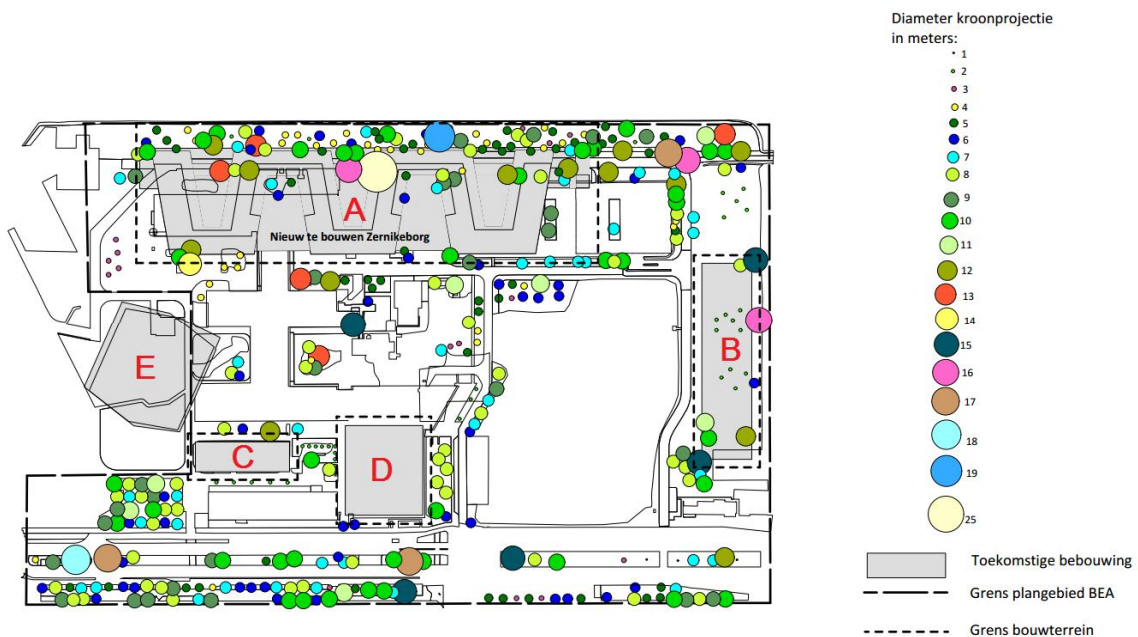 Diameter kroonprojectie
in meters:
1
2
3
4
5
6
7
8
9
10
11
12
13
14
15
16
17
18
19
25
Toekomstige bebouwing
Grens plangebied BEA
Grens bouwterrein
A
Nieuw te bouwen Zernikeborg
B
E
C
D